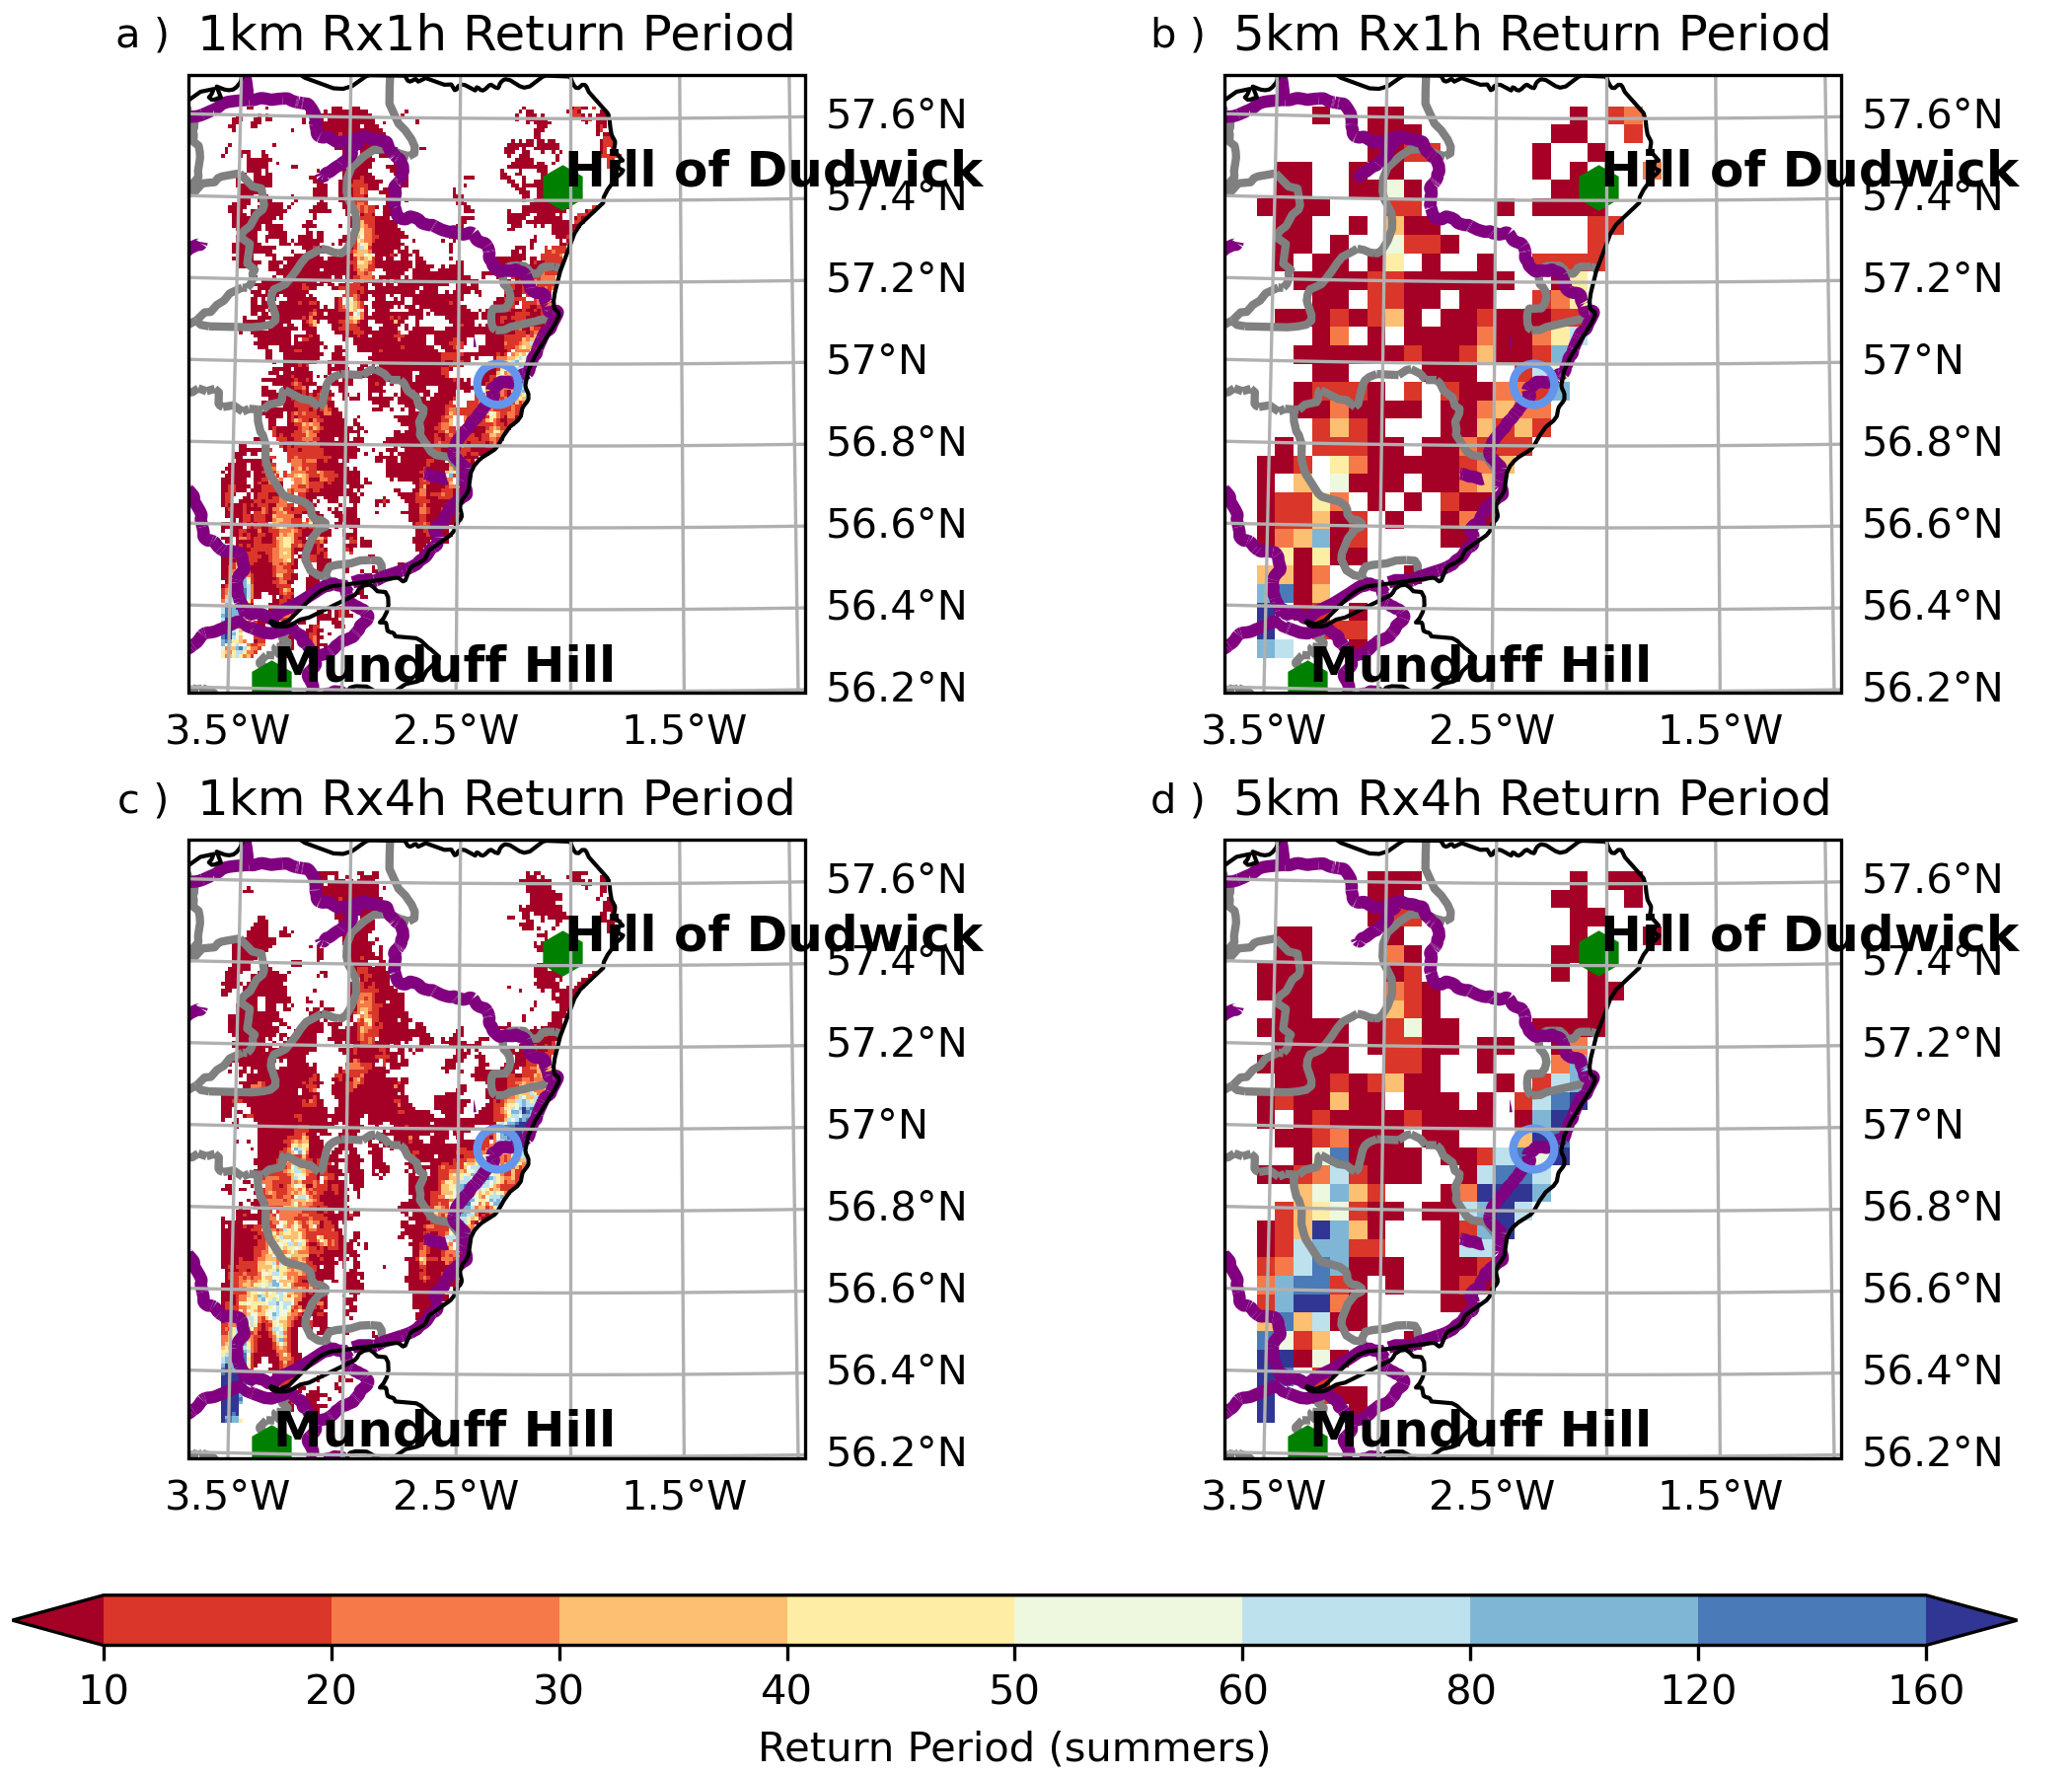 a ) 1km Rx1h Return Period
57.6°N
Hill of Dudwick
57.4°N
57.2°N
57°N
56.8°N
56.6°N
56.4°N
Munduff Hill
56.2°N
3.5°W 2.5°W 1.5°W
b ) 5km Rx1h Return Period
57.6°N
Hill of Dudwick
57.4°N
57.2°N
57°N
56.8°N
56.6°N
56.4°N
Munduff Hill
56.2°N
3.5°W 2.5°W 1.5°W
c ) 1km Rx4h Return Period
57.6°N
Hill of Dudwick
57.4°N
57.2°N
57°N
56.8°N
56.6°N
56.4°N
Munduff Hill
56.2°N
3.5°W 2.5°W 1.5°W
d ) 5km Rx4h Return Period
57.6°N
Hill of Dudwick
57.4°N
57.2°N
57°N
56.8°N
56.6°N
56.4°N
Munduff Hill
56.2°N
3.5°W 2.5°W 1.5°W
10 20 30 40 50 60 80 120 160
Return Period (summers)